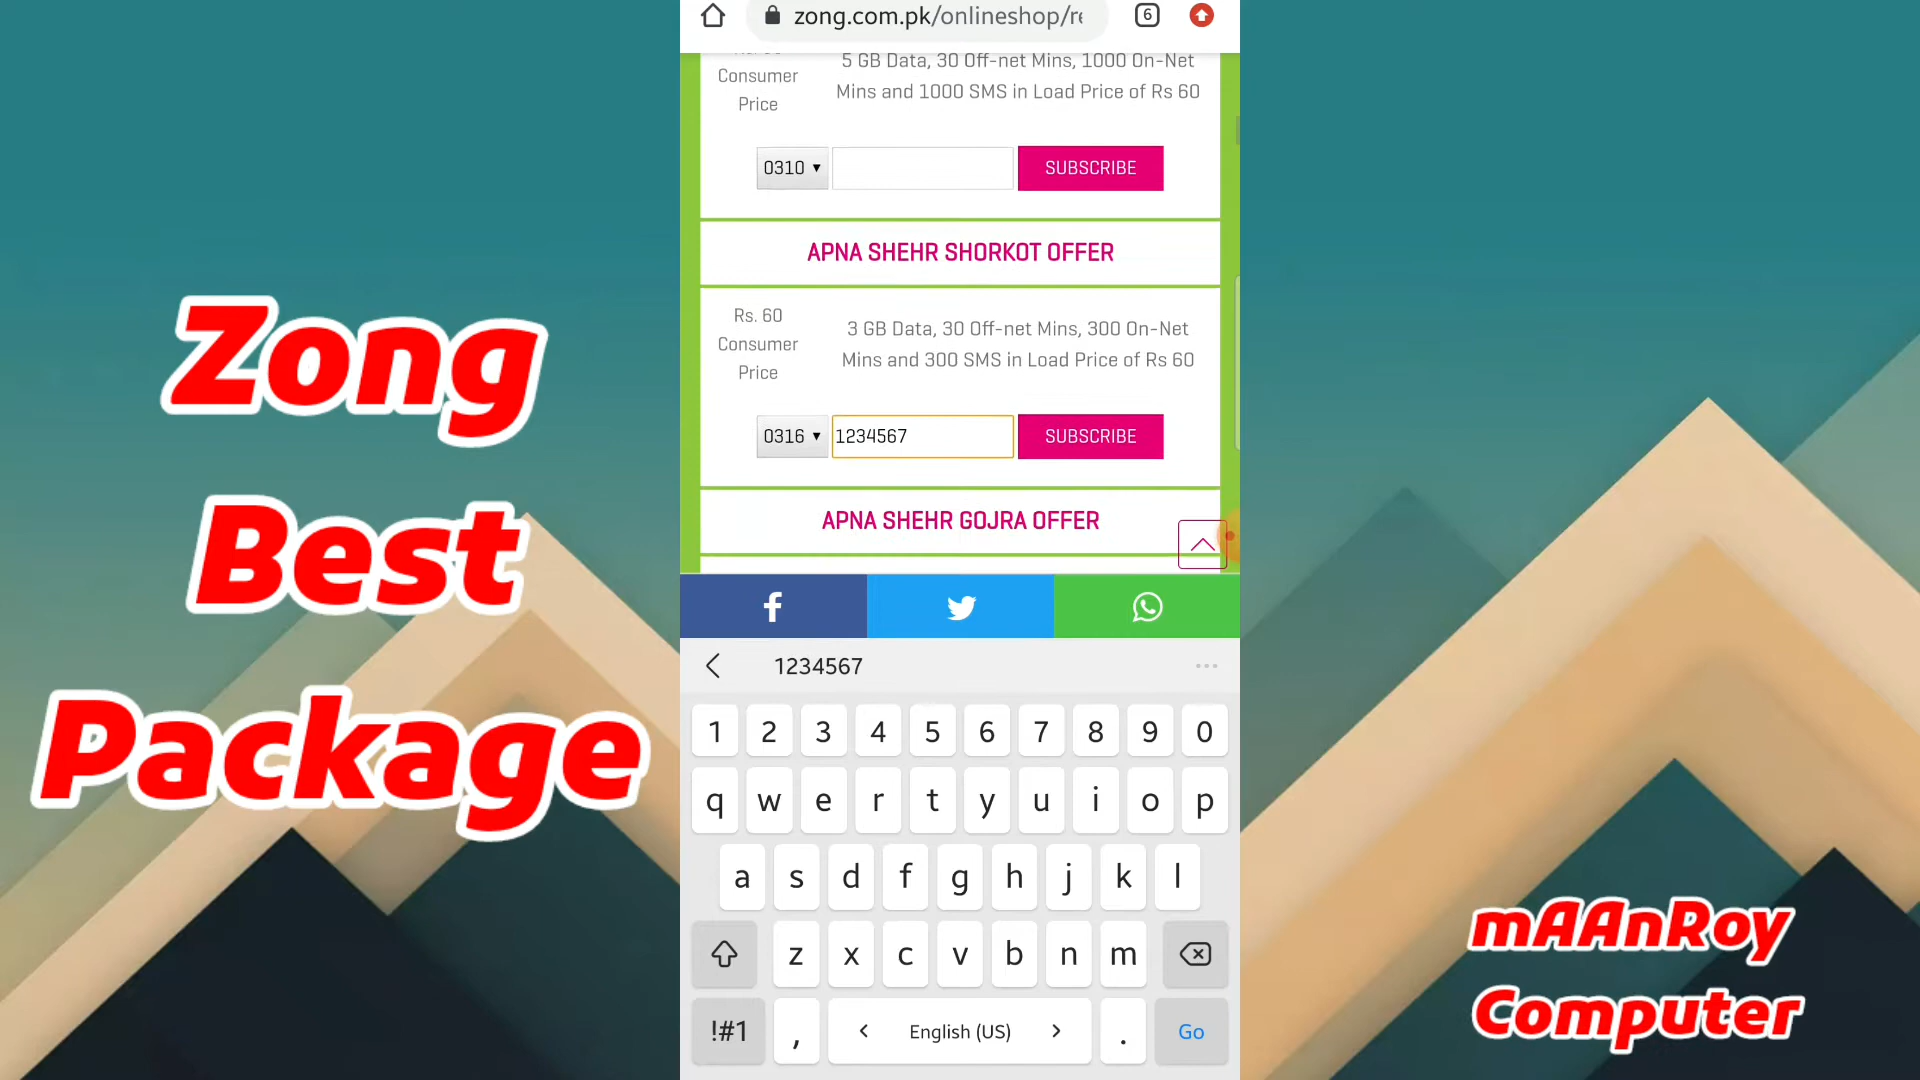 Zong
Best
Package
zong.com.pk/onlineshop/re
6
Consumer
Price
5 GB Data, 30 Off-net Mins, 1000 On-Net
Mins and 1000 SMS in Load Price of Rs 60
0310 ▾
SUBSCRIBE
APNA SHEHR SHORKOT OFFER
Rs. 60
Consumer
Price
3 GB Data, 30 Off-net Mins, 300 On-Net
Mins and 300 SMS in Load Price of Rs 60
0316 ▾
1234567
SUBSCRIBE
APNA SHEHR GOJRA OFFER
1234567
1 2 3 4 5 6 7 8 9 0
q w e r t y u i o p
a s d f g h j k l
z x c v b n m
!#1 , < English (US) > . Go
mAAnRoy
Computer